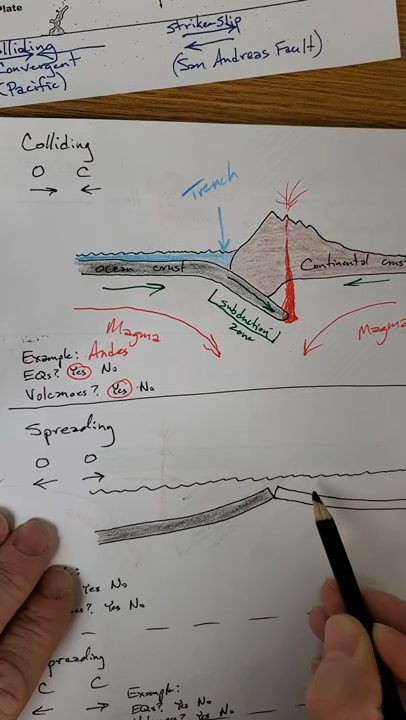 Plate
Colliding
Convergent
(Pacific)
strike-slip
(San Andreas Fault)
Colliding
O C
Trench
ocean crust
Continental crust
Subduction
zone
Magma
Magma
Example: Andes
EQs? Yes No
Volcanoes? Yes No
Spreading
O O
Yes No
Yes No
preading
C C
Example:
EQs? Yes No
Yes No